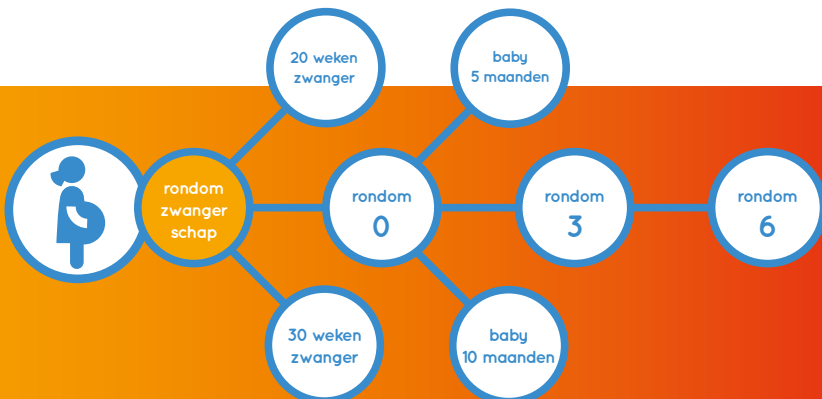 20 weken
zwanger
baby
5 maanden
rondom
zwanger
schap
rondom
0
rondom
3
rondom
6
30 weken
zwanger
baby
10 maanden